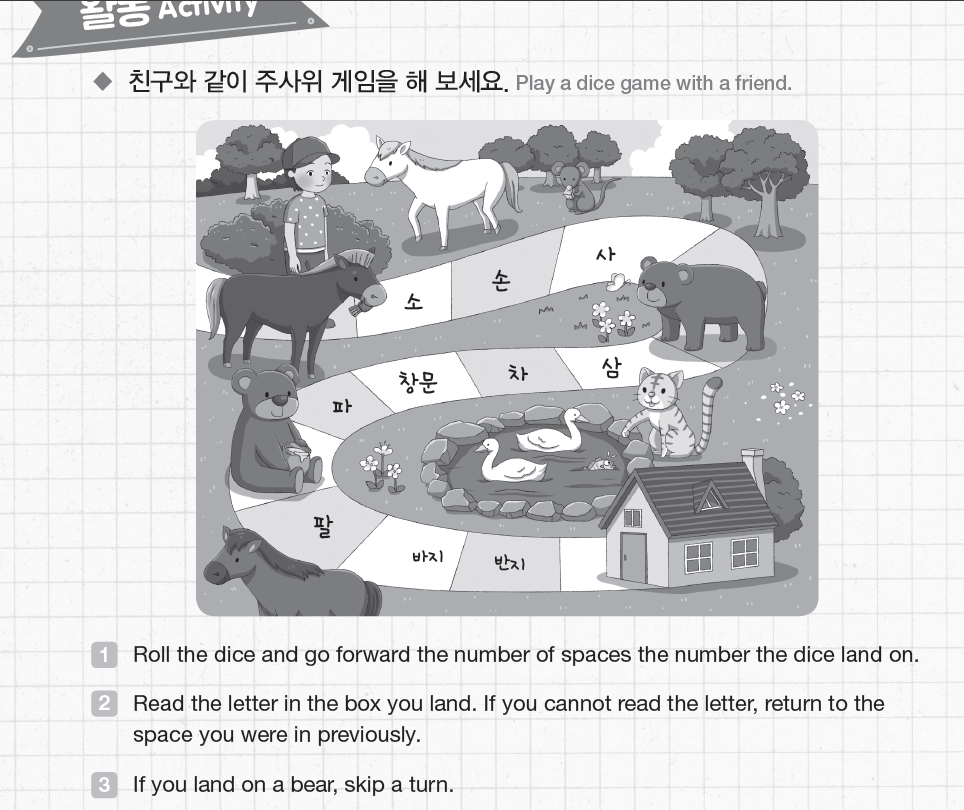 활동 Activity
◆ 친구와 같이 주사위 게임을 해 보세요. Play a dice game with a friend.
소 손 사
파 창문 차 삼
팔 바지 반지
1 Roll the dice and go forward the number of spaces the number the dice land on.
2 Read the letter in the box you land. If you cannot read the letter, return to the
space you were in previously.
3 If you land on a bear, skip a turn.